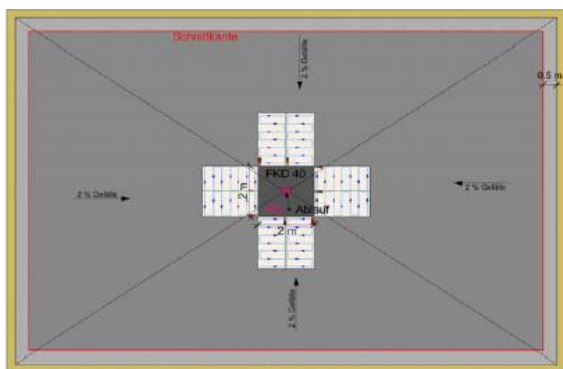 Schnittkante
2 % Gefälle
0.5 m
FKD 40
2 % Gefälle
2 m
2 % Gefälle
Ablauf
2 m
2 % Gefälle